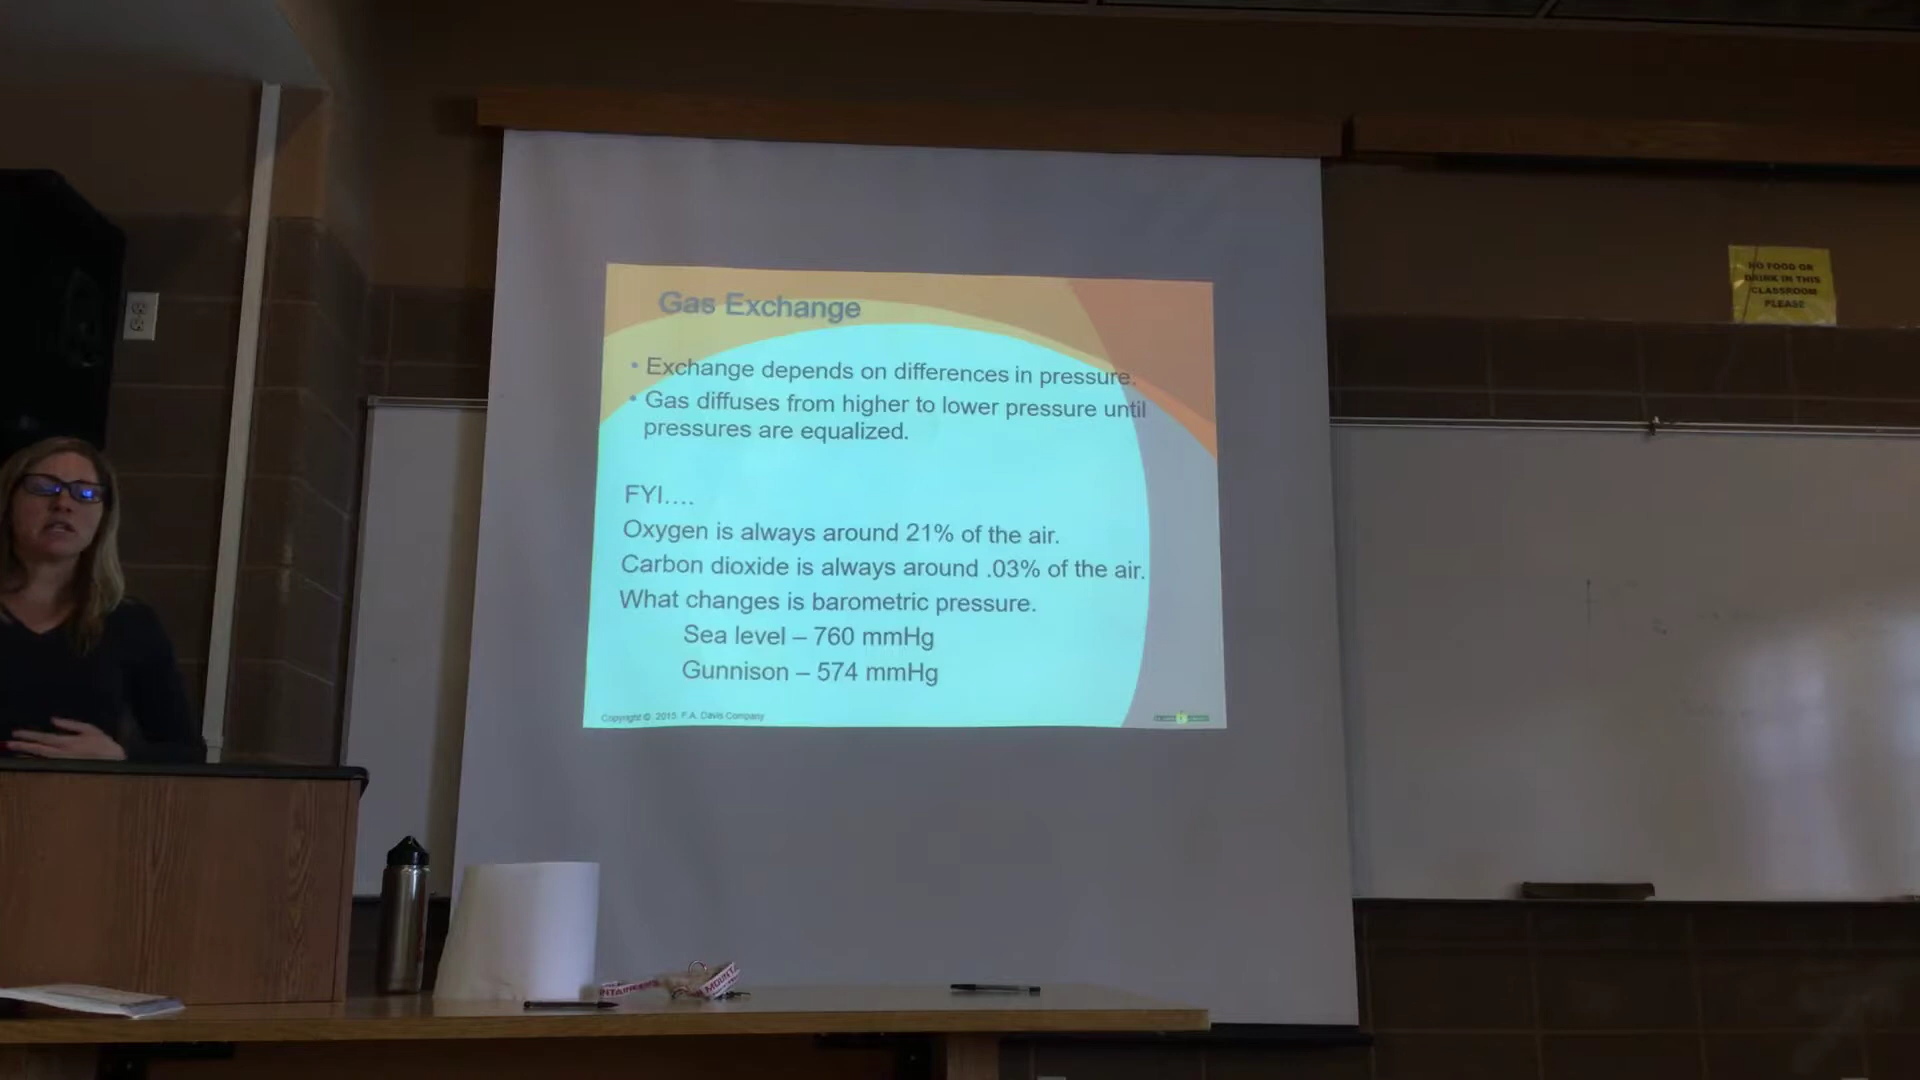 Gas Exchange
• Exchange depends on differences in pressure.
• Gas diffuses from higher to lower pressure until
pressures are equalized.
FYI....
Oxygen is always around 21% of the air.
Carbon dioxide is always around .03% of the air.
What changes is barometric pressure.
Sea level – 760 mmHg
Gunnison – 574 mmHg
Copyright © 2015 F.A. Davis Company
NO FOOD OR
DRINK IN THIS
CLASSROOM
PLEASE
NTAINEERS
MOUNTA